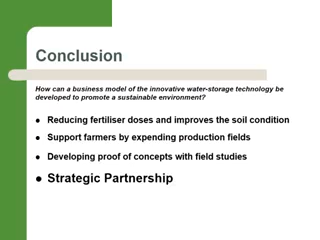 Conclusion
How can a business model of the innovative water-storage technology be
developed to promote a sustainable environment?
● Reducing fertiliser doses and improves the soil condition
● Support farmers by expending production fields
● Developing proof of concepts with field studies
● Strategic Partnership